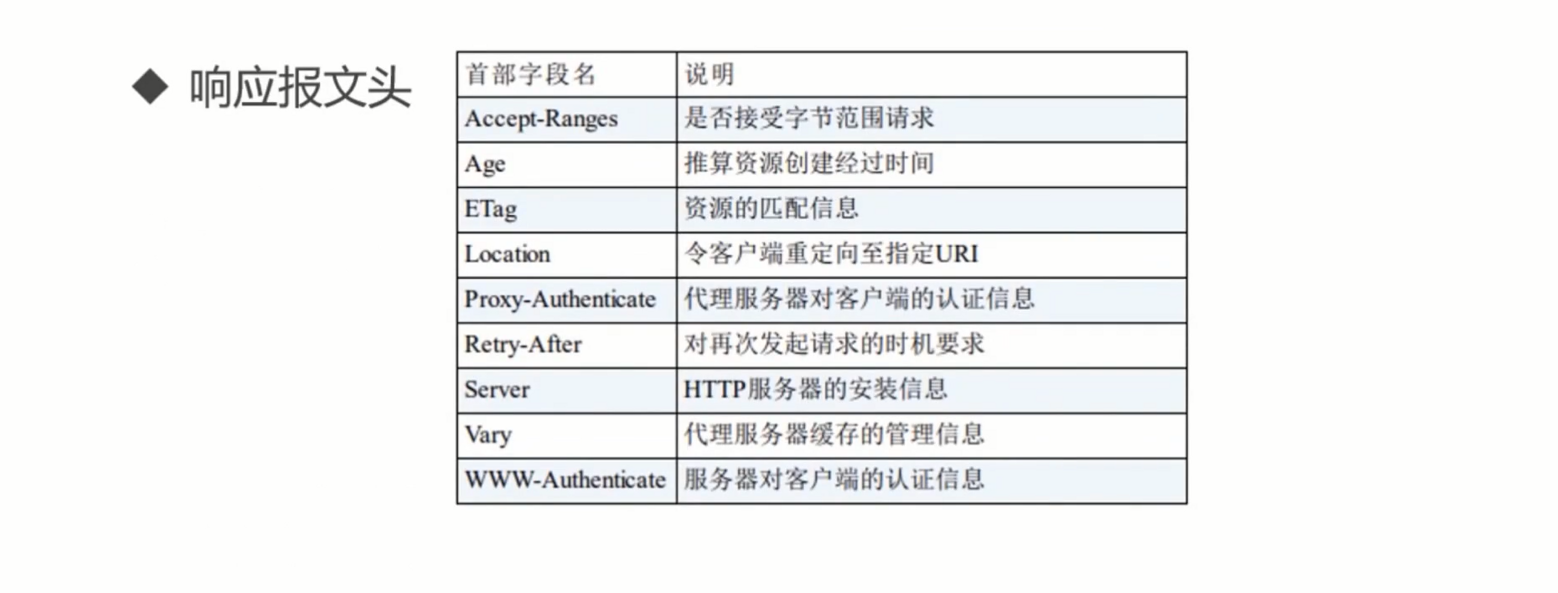 ◆ 响应报文头
首部字段名 说明
Accept-Ranges 是否接受字节范围请求
Age 推算资源创建经过时间
ETag 资源的匹配信息
Location 令客户端重定向至指定URI
Proxy-Authenticate 代理服务器对客户端的认证信息
Retry-After 对再次发起请求的时机要求
Server HTTP服务器的安装信息
Vary 代理服务器缓存的管理信息
WWW-Authenticate 服务器对客户端的认证信息